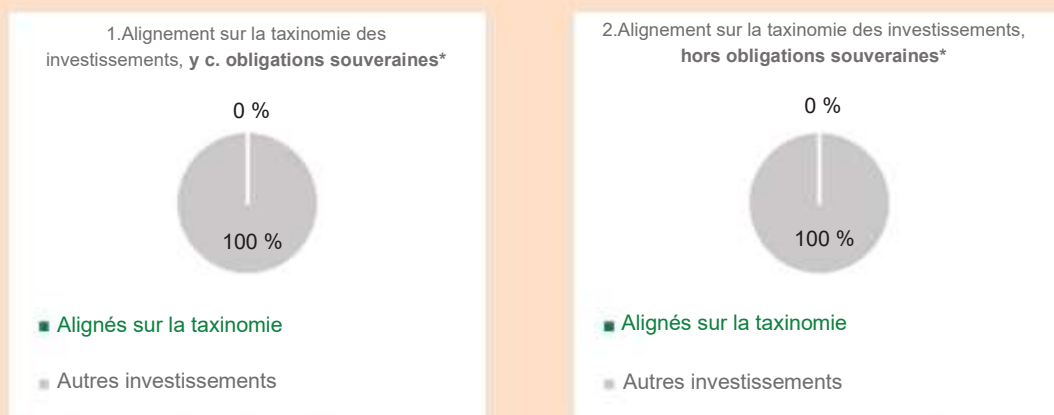 1.Alignement sur la taxinomie des
investissements, y c. obligations souveraines*
0 %
100 %
Alignés sur la taxinomie
Autres investissements
2.Alignement sur la taxinomie des investissements,
hors obligations souveraines*
0 %
100 %
Alignés sur la taxinomie
Autres investissements